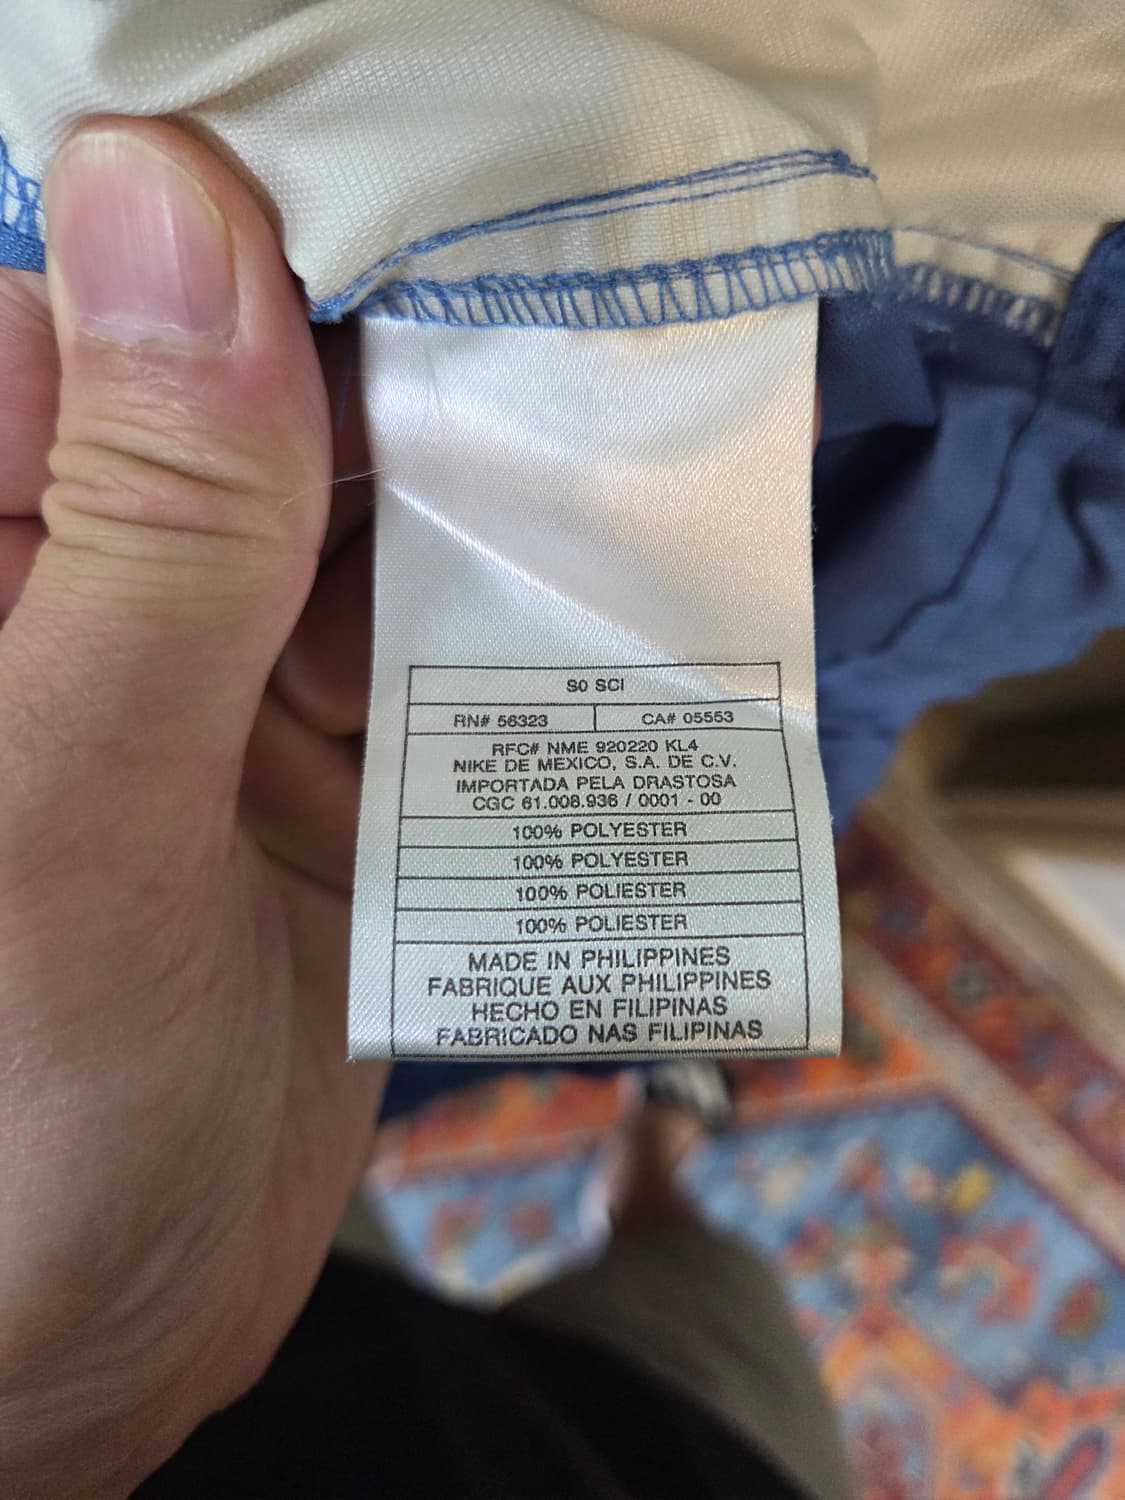 S0 SCI
RN# 56323 CA# 05553
RFC# NME 920220 KL4
NIKE DE MEXICO, S.A. DE C.V.
IMPORTADA PELA DRASTOSA
CGC 61.008.936 / 0001 - 00
100% POLYESTER
100% POLYESTER
100% POLIESTER
100% POLIESTER
MADE IN PHILIPPINES
FABRIQUE AUX PHILIPPINES
HECHO EN FILIPINAS
FABRICADO NAS FILIPINAS